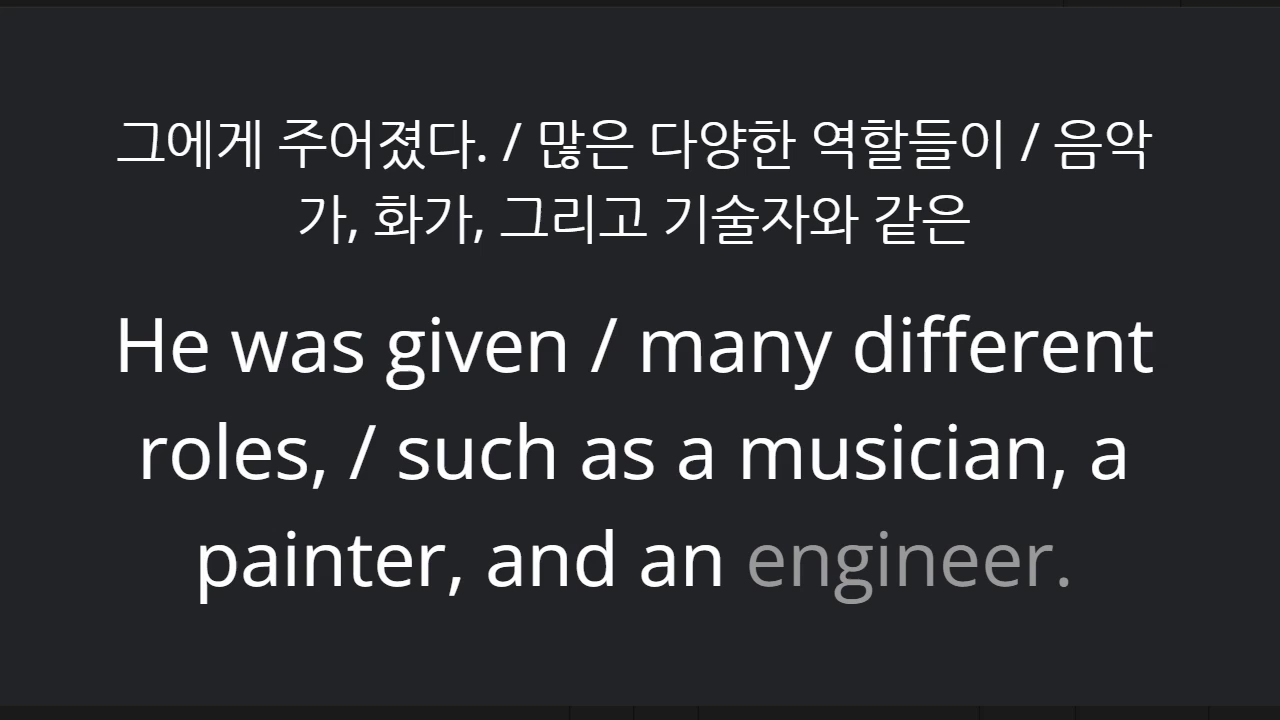 그에게 주어졌다. / 많은 다양한 역할들이 / 음악
가, 화가, 그리고 기술자와 같은
He was given / many different
roles, / such as a musician, a
painter, and an engineer.